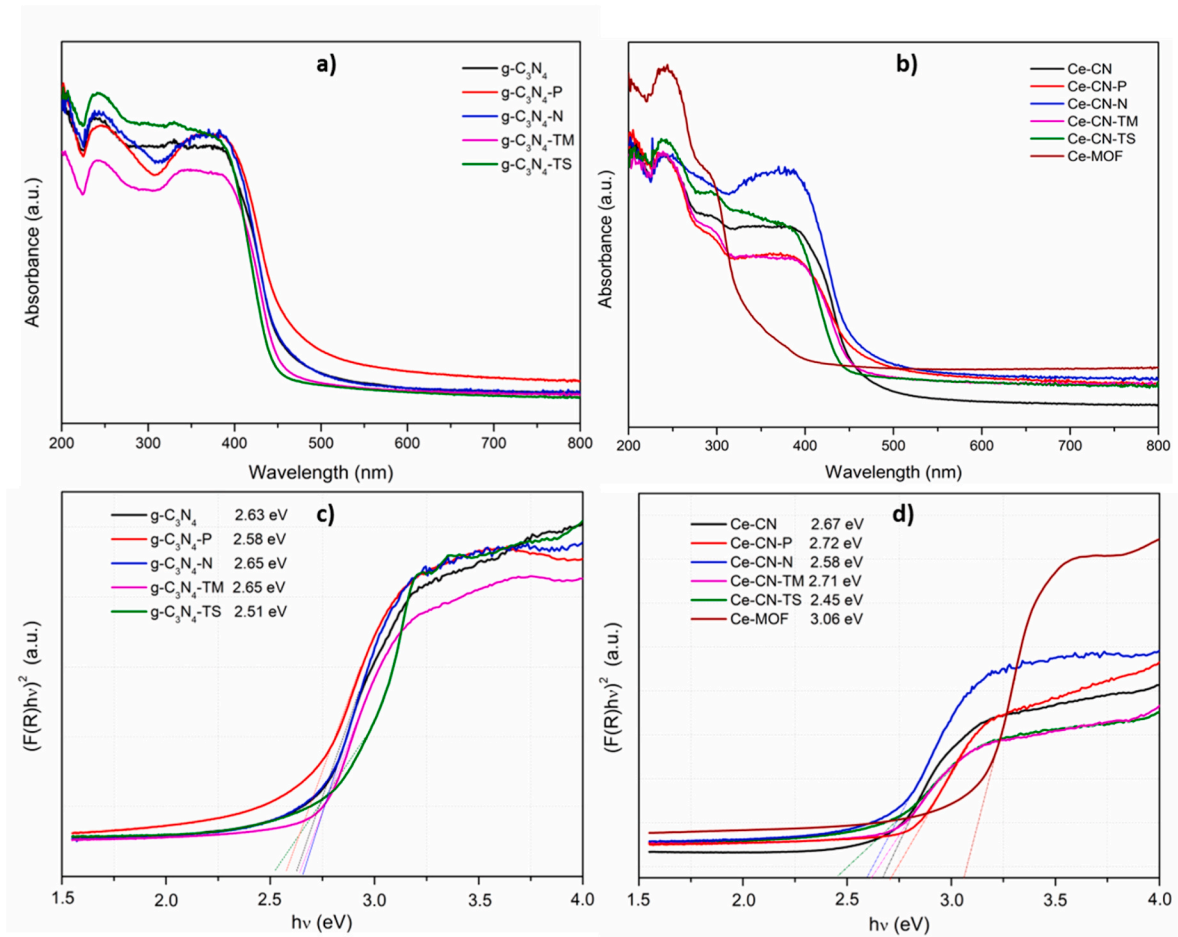 a)
g-C₃N₄
g-C₃N₄-P
g-C₃N₄-N
g-C₃N₄-TM
g-C₃N₄-TS
Absorbance (a.u.)
200 300 400 500 600 700 800
Wavelength (nm)
b)
Ce-CN
Ce-CN-P
Ce-CN-N
Ce-CN-TM
Ce-CN-TS
Ce-MOF
Absorbance (a.u.)
200 300 400 500 600 700 800
Wavelength (nm)
c)
g-C₃N₄ 2.63 eV
g-C₃N₄-P 2.58 eV
g-C₃N₄-N 2.65 eV
g-C₃N₄-TM 2.65 eV
g-C₃N₄-TS 2.51 eV
(F(R)hν)² (a.u.)
1.5 2.0 2.5 3.0 3.5 4.0
hν (eV)
d)
Ce-CN 2.67 eV
Ce-CN-P 2.72 eV
Ce-CN-N 2.58 eV
Ce-CN-TM 2.71 eV
Ce-CN-TS 2.45 eV
Ce-MOF 3.06 eV
(F(R)hν)² (a.u.)
1.5 2.0 2.5 3.0 3.5 4.0
hν (eV)